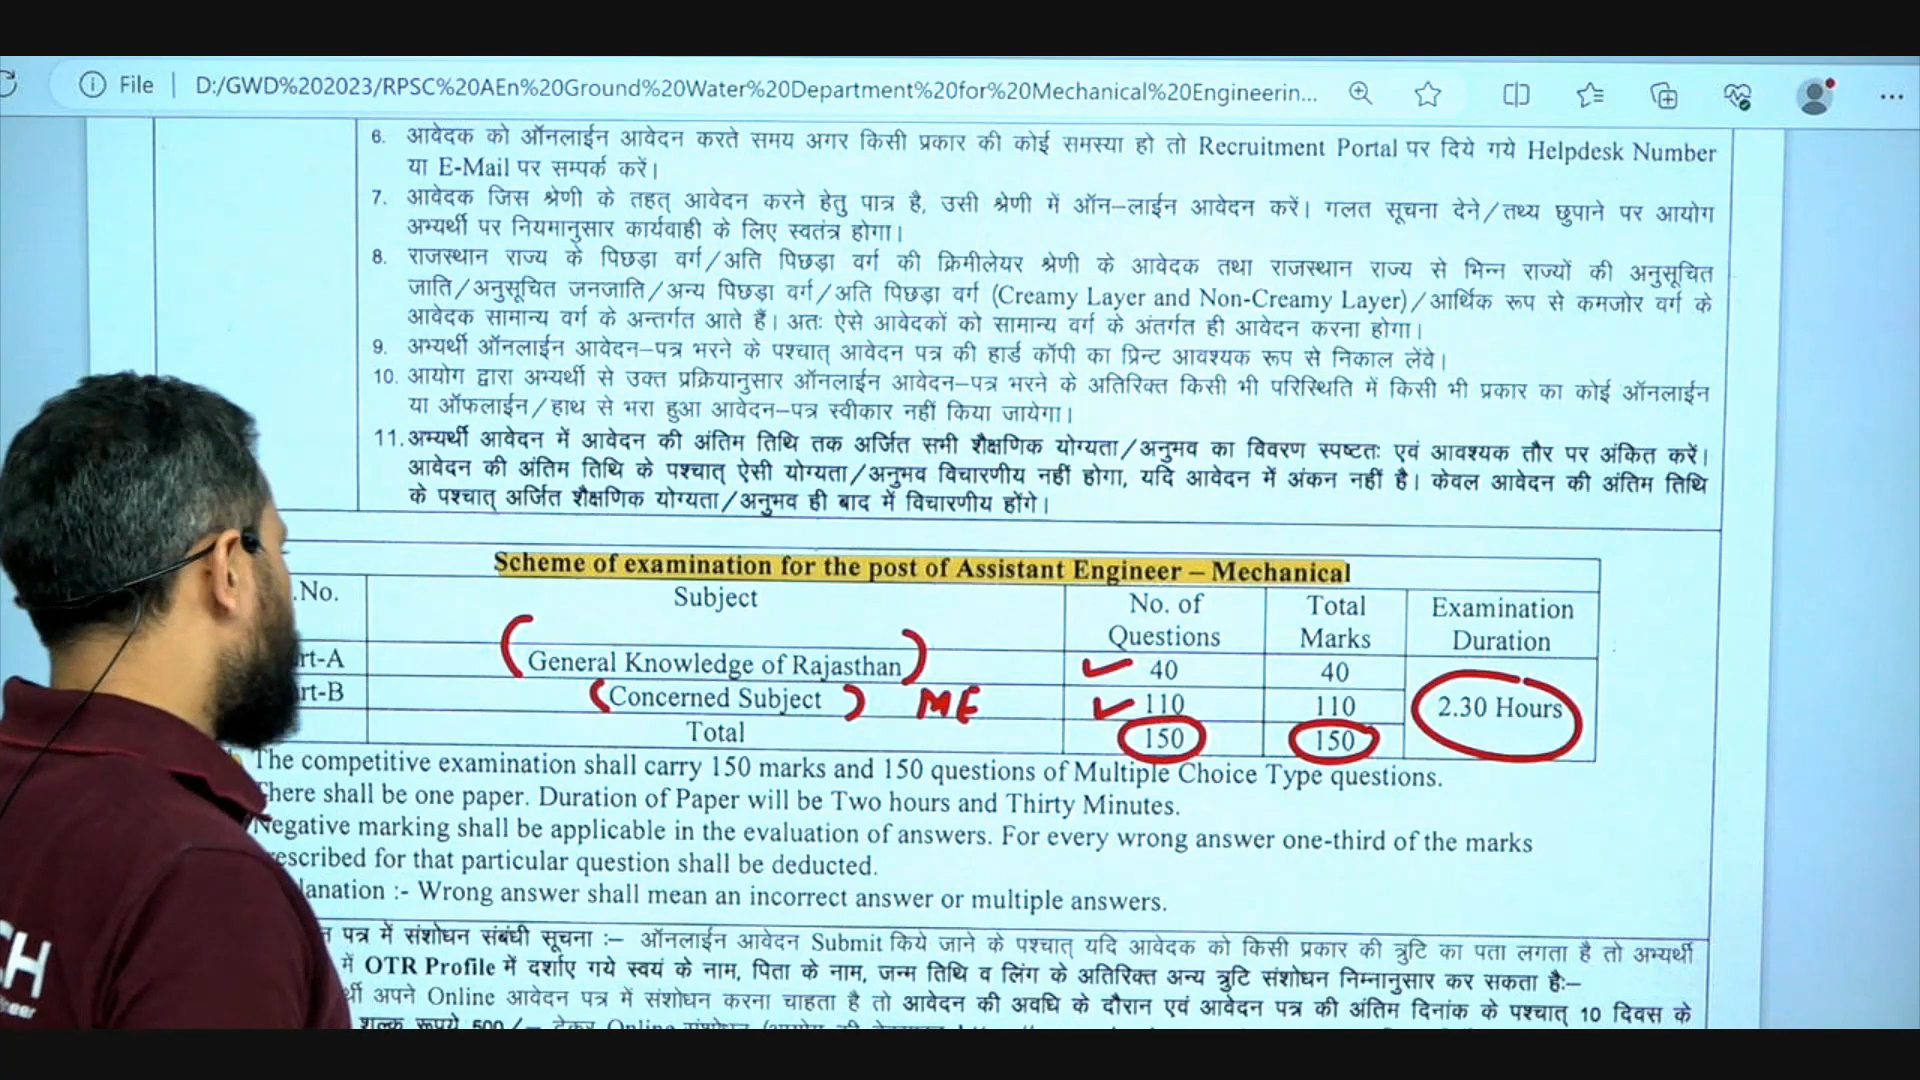 File | D:/GWD%202023/RPSC%20AEn%20Ground%20Water%20Department%20for%20Mechanical%20Engineerin...
6. आवेदक को ऑनलाईन आवेदन करते समय अगर किसी प्रकार की कोई समस्या हो तो Recruitment Portal पर दिये गये Helpdesk Number
या E-Mail पर सम्पर्क करें।
7. आवेदक जिस श्रेणी के तहत् आवेदन करने हेतु पात्र है, उसी श्रेणी में ऑन–लाईन आवेदन करें। गलत सूचना देने/तथ्य छुपाने पर आयोग
अभ्यर्थी पर नियमानुसार कार्यवाही के लिए स्वतंत्र होगा।
8. राजस्थान राज्य के पिछड़ा वर्ग/अति पिछड़ा वर्ग की क्रिमीलेयर श्रेणी के आवेदक तथा राजस्थान राज्य से भिन्न राज्यों की अनुसूचित
जाति/अनुसूचित जनजाति/अन्य पिछड़ा वर्ग/अति पिछड़ा वर्ग (Creamy Layer and Non-Creamy Layer)/आर्थिक रूप से कमजोर वर्ग के
आवेदक सामान्य वर्ग के अन्तर्गत आते हैं। अतः ऐसे आवेदकों को सामान्य वर्ग के अंतर्गत ही आवेदन करना होगा।
9. अभ्यर्थी ऑनलाईन आवेदन–पत्र भरने के पश्चात् आवेदन पत्र की हार्ड कॉपी का प्रिन्ट आवश्यक रूप से निकाल लेंवे।
10. आयोग द्वारा अभ्यर्थी से उक्त प्रक्रियानुसार ऑनलाईन आवेदन–पत्र भरने के अतिरिक्त किसी भी परिस्थिति में किसी भी प्रकार का कोई ऑनलाईन
या ऑफलाईन/हाथ से भरा हुआ आवेदन–पत्र स्वीकार नहीं किया जायेगा।
11. अभ्यर्थी आवेदन में आवेदन की अंतिम तिथि तक अर्जित सभी शैक्षणिक योग्यता/अनुभव का विवरण स्पष्टतः एवं आवश्यक तौर पर अंकित करें।
आवेदन की अंतिम तिथि के पश्चात् ऐसी योग्यता/अनुभव विचारणीय नहीं होगा, यदि आवेदन में अंकन नहीं है। केवल आवेदन की अंतिम तिथि
के पश्चात् अर्जित शैक्षणिक योग्यता/अनुभव ही बाद में विचारणीय होंगे।
Scheme of examination for the post of Assistant Engineer – Mechanical
.No. Subject No. of Questions Total Marks Examination Duration
rt-A (General Knowledge of Rajasthan) 40 40 2.30 Hours
rt-B (Concerned Subject) ME 110 110
Total 150 150
The competitive examination shall carry 150 marks and 150 questions of Multiple Choice Type questions.
There shall be one paper. Duration of Paper will be Two hours and Thirty Minutes.
Negative marking shall be applicable in the evaluation of answers. For every wrong answer one-third of the marks
rescribed for that particular question shall be deducted.
lanation :- Wrong answer shall mean an incorrect answer or multiple answers.
न पत्र में संशोधन संबंधी सूचना :– ऑनलाईन आवेदन Submit किये जाने के पश्चात् यदि आवेदक को किसी प्रकार की त्रुटि का पता लगता है तो अभ्यर्थी
में OTR Profile में दर्शाए गये स्वयं के नाम, पिता के नाम, जन्म तिथि व लिंग के अतिरिक्त अन्य त्रुटि संशोधन निम्नानुसार कर सकता हैः–
र्थी अपने Online आवेदन पत्र में संशोधन करना चाहता है तो आवेदन की अवधि के दौरान एवं आवेदन पत्र की अंतिम दिनांक के पश्चात् 10 दिवस के
शुल्क रूपये 500/– देकर Online
CH
neer